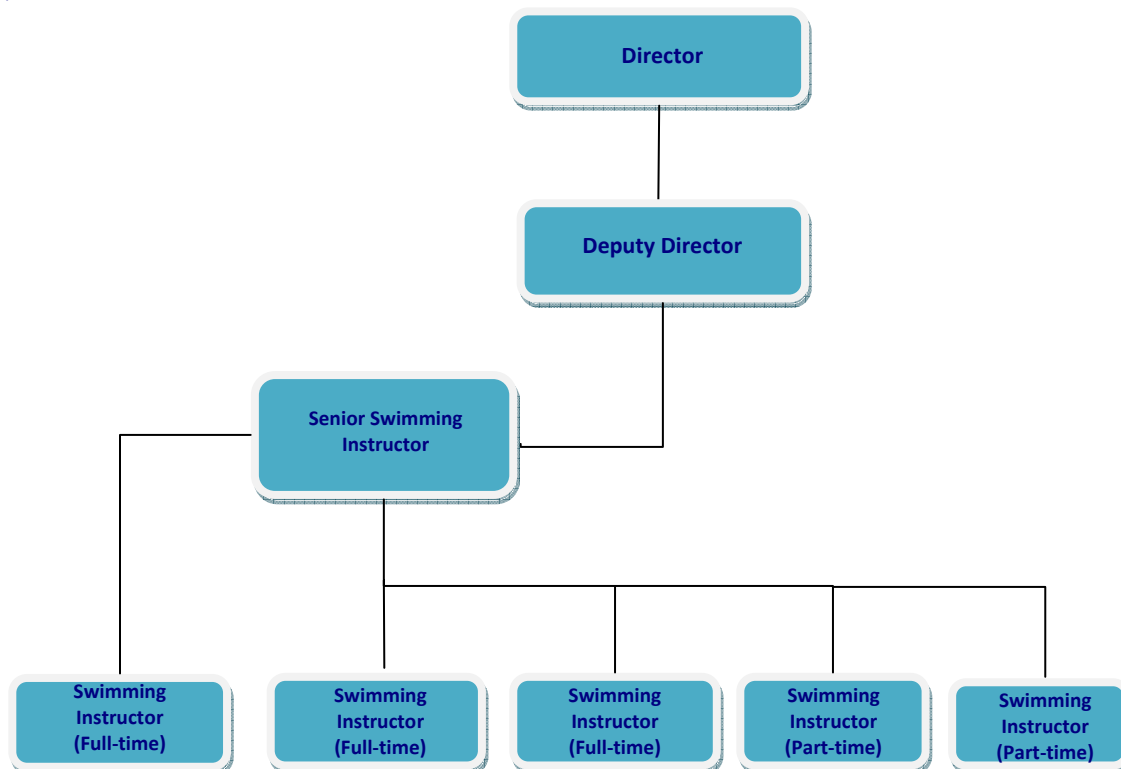 Director
Deputy Director
Senior Swimming
Instructor
Swimming
Instructor
(Full-time)
Swimming
Instructor
(Full-time)
Swimming
Instructor
(Full-time)
Swimming
Instructor
(Part-time)
Swimming
Instructor
(Part-time)